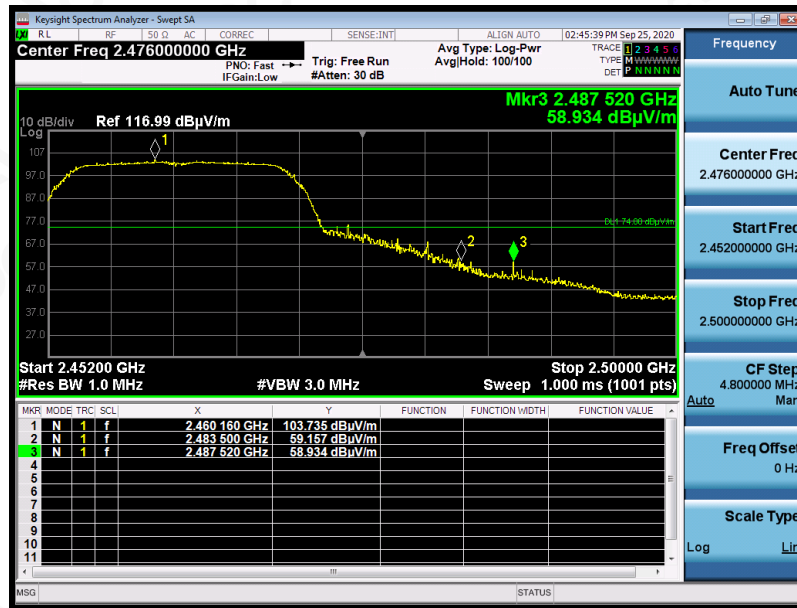 Keysight Spectrum Analyzer - Swept SA
LXI RL RF 50 Ω AC CORREC SENSE:INT ALIGN AUTO 02:45:39 PM Sep 25, 2020
Center Freq 2.476000000 GHz
PNO: Fast
IFGain:Low
Trig: Free Run
#Atten: 30 dB
Avg Type: Log-Pwr
Avg|Hold: 100/100
TRACE 1 2 3 4 5 6
TYPE M W W W W W
DET P N N N N N
Mkr3 2.487 520 GHz
58.934 dBµV/m
10 dB/div Ref 116.99 dBµV/m
Log
107
97.0
87.0
77.0
67.0
57.0
47.0
37.0
27.0
1
2
3
DL1 74.00 dBµV/m
Start 2.45200 GHz Stop 2.50000 GHz
#Res BW 1.0 MHz #VBW 3.0 MHz Sweep 1.000 ms (1001 pts)
MKR MODE TRC SCL X Y FUNCTION FUNCTION WIDTH FUNCTION VALUE
1 N 1 f 2.460 160 GHz 103.735 dBµV/m
2 N 1 f 2.483 500 GHz 59.157 dBµV/m
3 N 1 f 2.487 520 GHz 58.934 dBµV/m
4
5
6
7
8
9
10
11
MSG STATUS
Frequency
Auto Tune
Center Freq
2.476000000 GHz
Start Freq
2.452000000 GHz
Stop Freq
2.500000000 GHz
CF Step
4.800000 MHz
Auto Man
Freq Offset
0 Hz
Scale Type
Log Lin